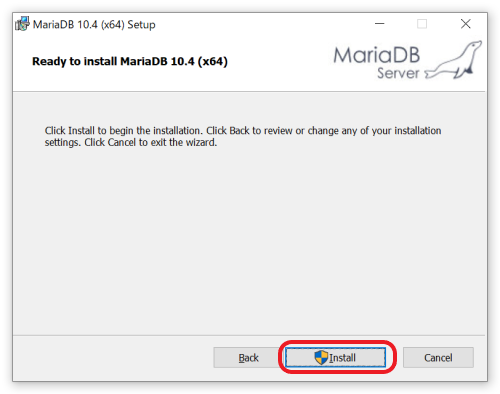 MariaDB 10.4 (x64) Setup
Ready to install MariaDB 10.4 (x64)
MariaDB
Server
Click Install to begin the installation. Click Back to review or change any of your installation
settings. Click Cancel to exit the wizard.
Back
Install
Cancel